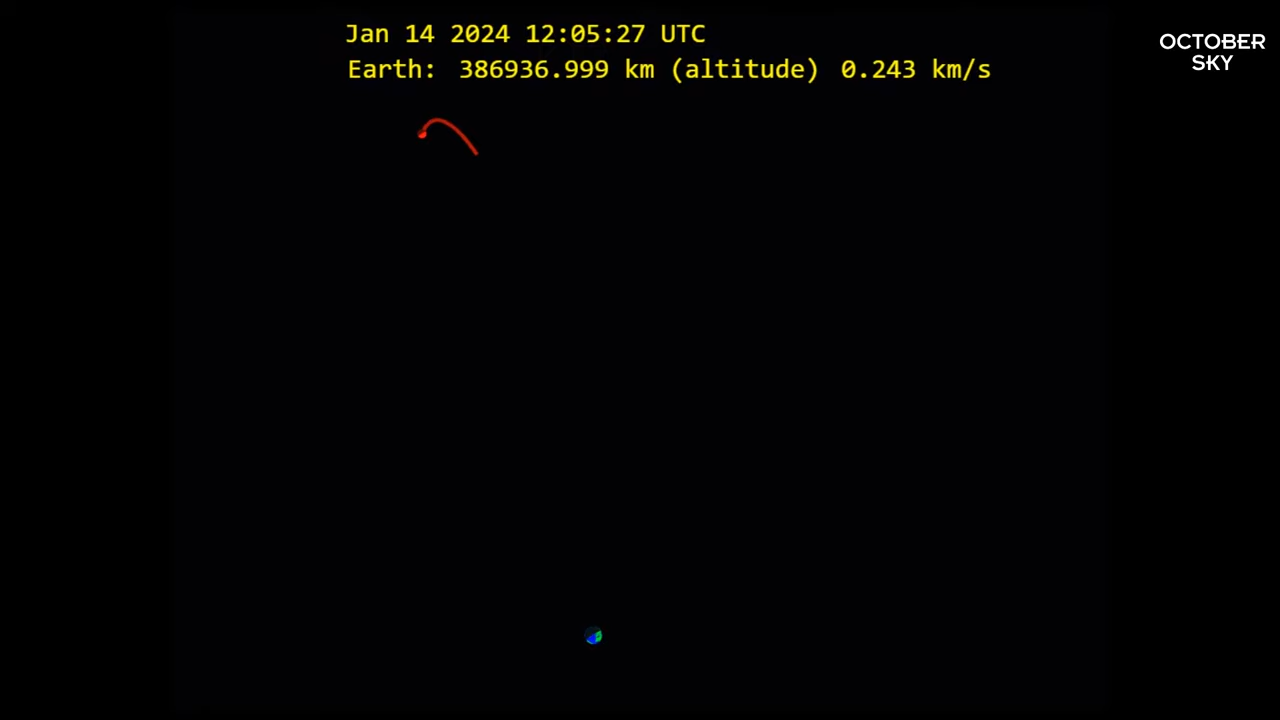 Jan 14 2024 12:05:27 UTC
Earth: 386936.999 km (altitude) 0.243 km/s
OCTOBER
SKY